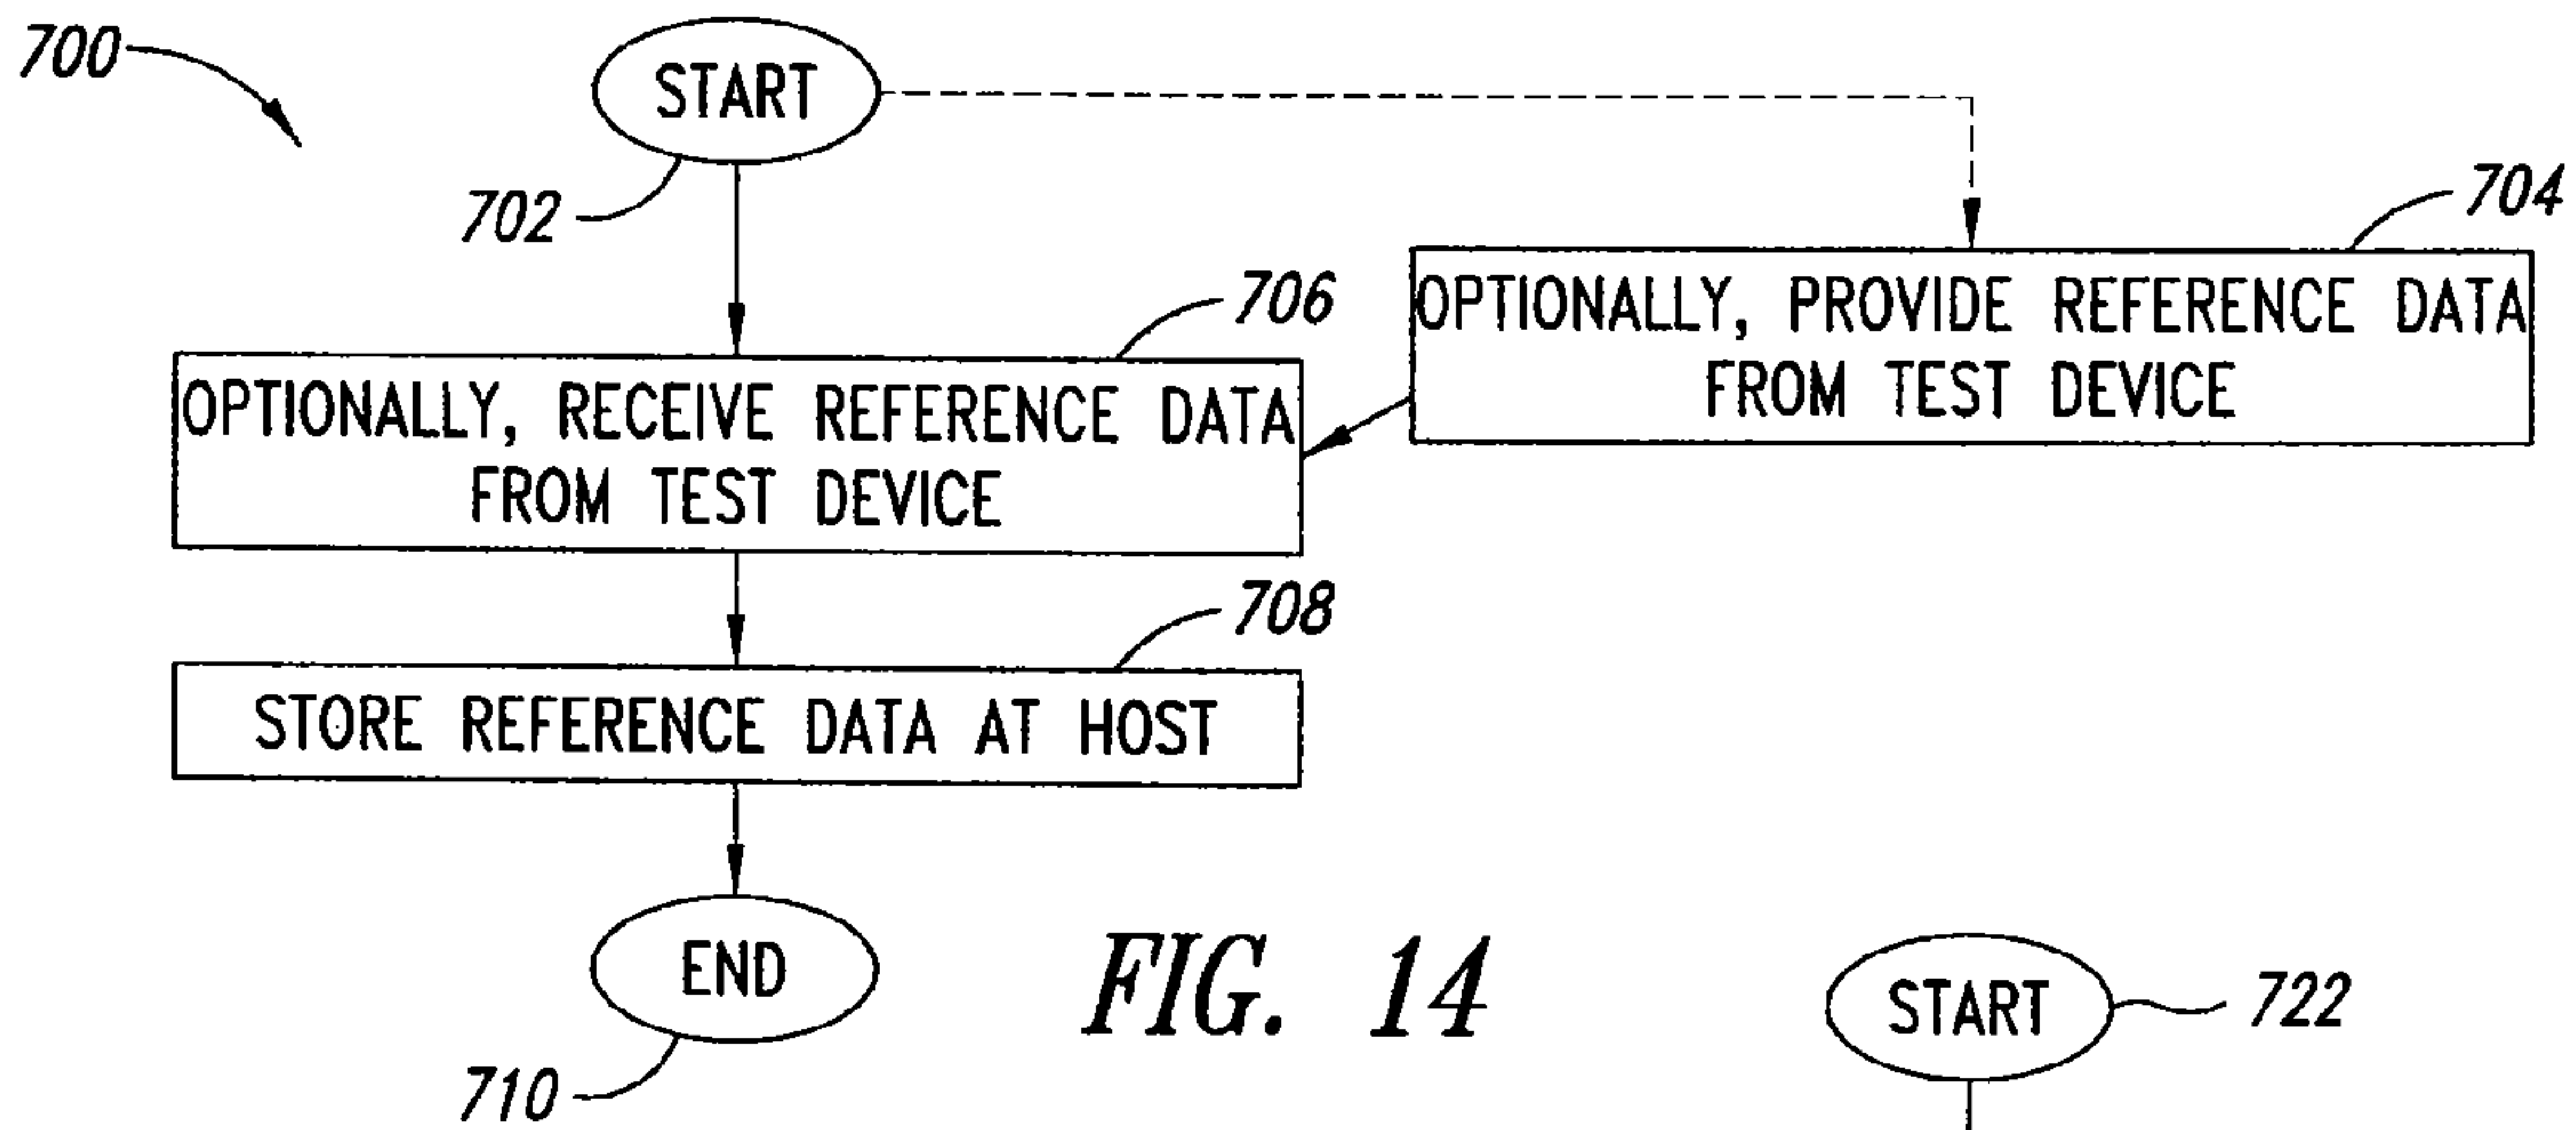 700
START
702
704
OPTIONALLY, PROVIDE REFERENCE DATA
FROM TEST DEVICE
706
OPTIONALLY, RECEIVE REFERENCE DATA
FROM TEST DEVICE
708
STORE REFERENCE DATA AT HOST
END
710
FIG. 14
START
722